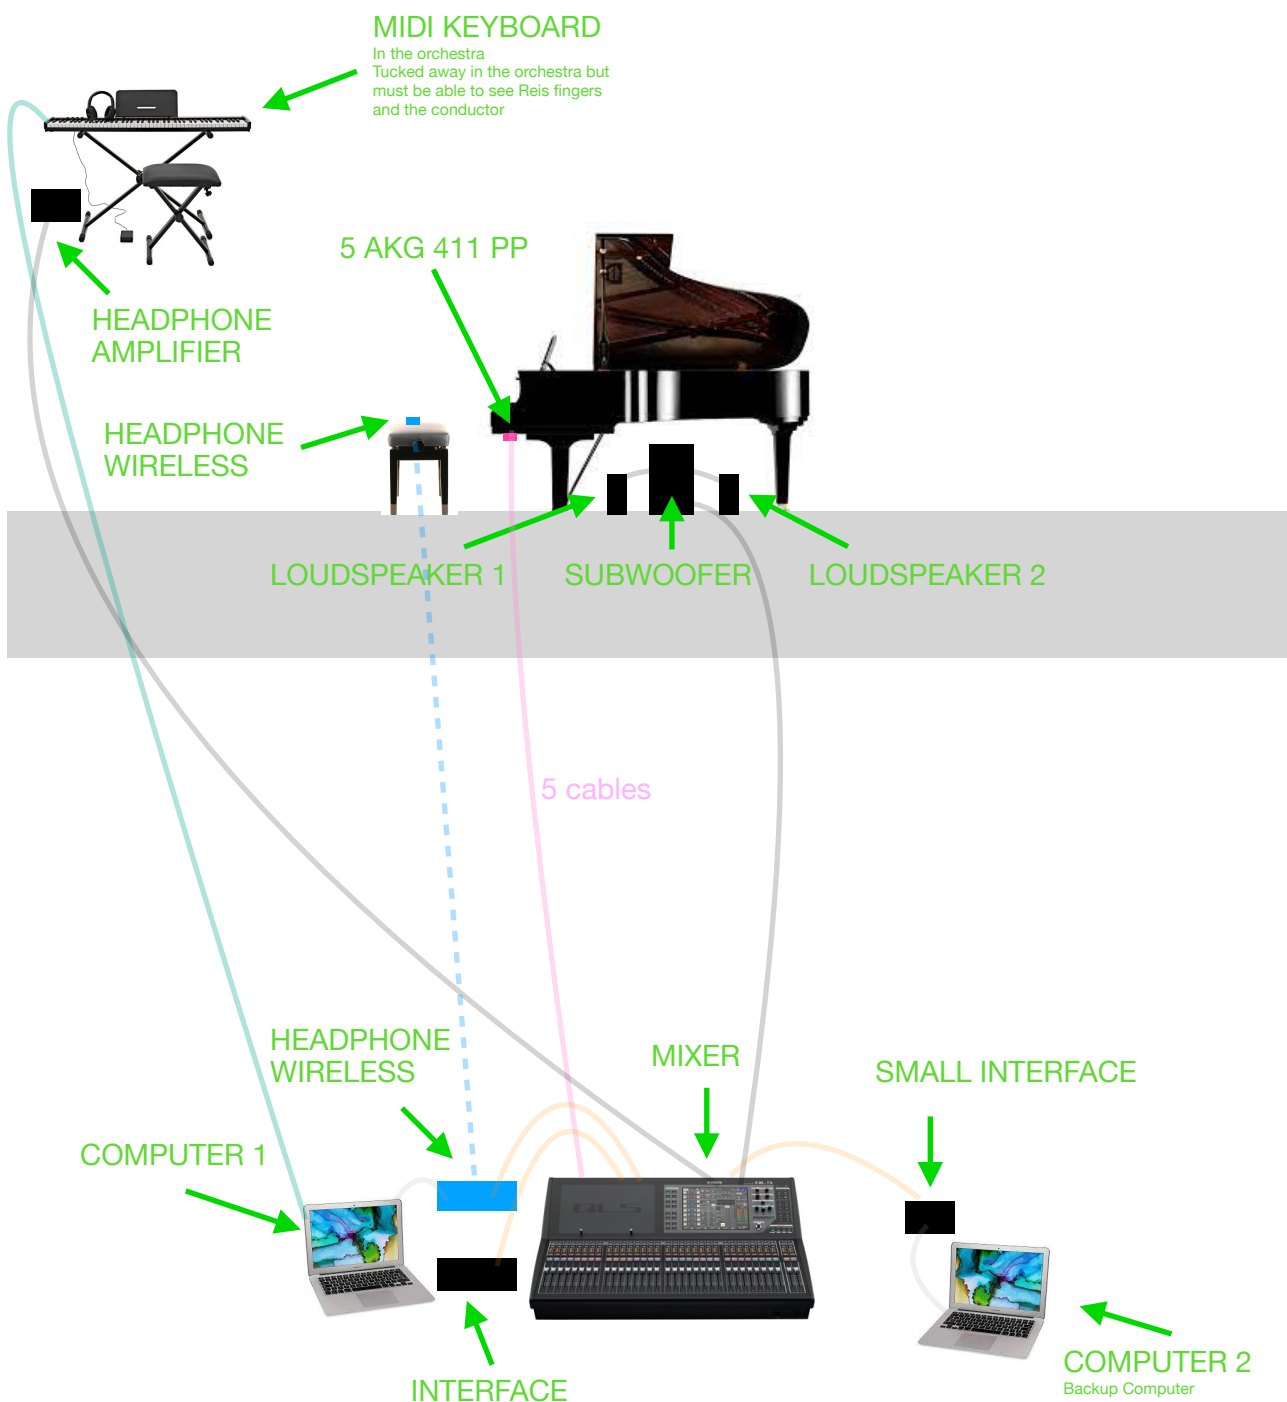 MIDI KEYBOARD
In the orchestra
Tucked away in the orchestra but
must be able to see Reis fingers
and the conductor
5 AKG 411 PP
HEADPHONE
AMPLIFIER
HEADPHONE
WIRELESS
LOUDSPEAKER 1
SUBWOOFER
LOUDSPEAKER 2
5 cables
HEADPHONE
WIRELESS
MIXER
SMALL INTERFACE
COMPUTER 1
QL5
COMPUTER 2
Backup Computer
INTERFACE